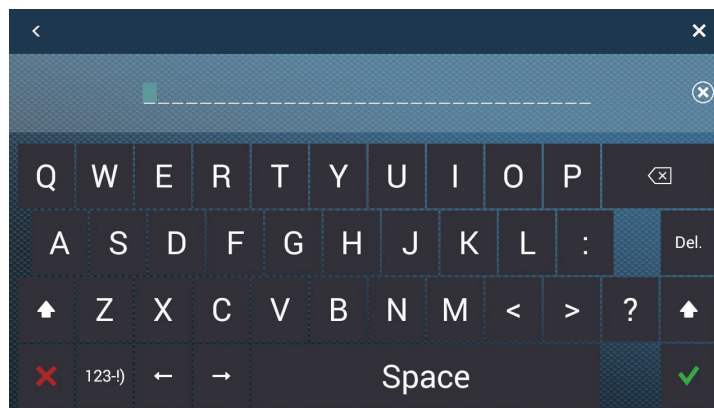 Q W E R T Y U I O P
A S D F G H J K L : Del.
Z X C V B N M < > ?
123-!) ← → Space